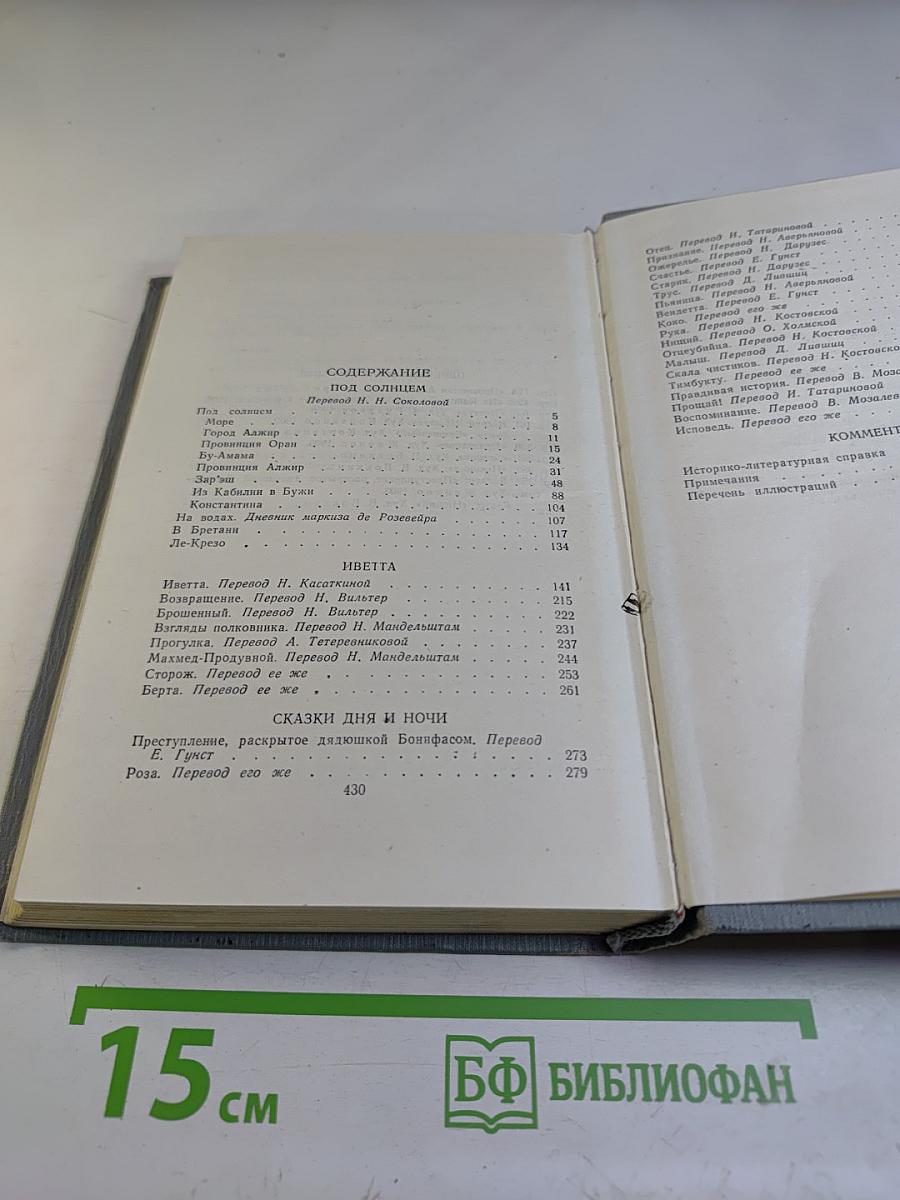 СОДЕРЖАНИЕ
ПОД СОЛНЦЕМ
Перевод Н. Н. Соколовой
Под солнцем . . . . . . . . . . . . . . 5
Море . . . . . . . . . . . . . . 8
Город Алжир . . . . . . . . . . . . . . 11
Провинция Оран . . . . . . . . . . . . . . 15
Бу-Амама . . . . . . . . . . . . . . 24
Провинция Алжир . . . . . . . . . . . . . . 31
Зар'эш . . . . . . . . . . . . . . 48
Из Кабилии в Бужи . . . . . . . . . . . . . . 88
Константина . . . . . . . . . . . . . . 104
На водах. Дневник маркиза де Розевейра . . . . . . . 107
В Бретани . . . . . . . . . . . . . . 117
Ле-Крезо . . . . . . . . . . . . . . 134
ИВЕТТА
Иветта. Перевод Н. Касаткиной . . . . . . . . . . 141
Возвращение. Перевод Н. Вильтер . . . . . . . . . 215
Брошенный. Перевод Н. Вильтер . . . . . . . . . . 222
Взгляды полковника. Перевод Н. Мандельштам . . . . . 231
Прогулка. Перевод А. Тетеревниковой . . . . . . . . 237
Махмед-Продувной. Перевод Н. Мандельштам . . . . . 244
Сторож. Перевод ее же . . . . . . . . . . . . . 253
Берта. Перевод ее же . . . . . . . . . . . . . 261
СКАЗКИ ДНЯ И НОЧИ
Преступление, раскрытое дядюшкой Бонифасом. Перевод
Е. Гунст . . . . . . . . . . . . . . . . 273
Роза. Перевод его же . . . . . . . . . . . . . 279
430
Отец. Перевод И. Татариновой . . . . .
Признание. Перевод Н. Аверьяновой . . . .
Ожерелье. Перевод Н. Дарузес . . . . .
Счастье. Перевод Е. Гунст . . . . .
Старик. Перевод Н. Дарузес . . . . .
Трус. Перевод Д. Лившиц . . . . .
Пьяница. Перевод Н. Аверьяновой . . . .
Вендетта. Перевод Е. Гунст . . . . .
Коко. Перевод его же . . . . .
Рука. Перевод Н. Костовской . . . . .
Нищий. Перевод О. Холмской . . . . .
Отцеубийца. Перевод Н. Костовской . . .
Малыш. Перевод Д. Лившиц . . . . .
Скала чистиков. Перевод Н. Костовско
Тимбукту. Перевод ее же . . . . .
Правдивая история. Перевод В. Моза
Прощай! Перевод И. Татариновой . . .
Воспоминание. Перевод В. Мозалев
Исповедь. Перевод его же . . . . .
КОММЕНТ
Историко-литературная справка
Примечания . . . . .
Перечень иллюстраций . . . .
15 см
БФ БИБЛИОФАН